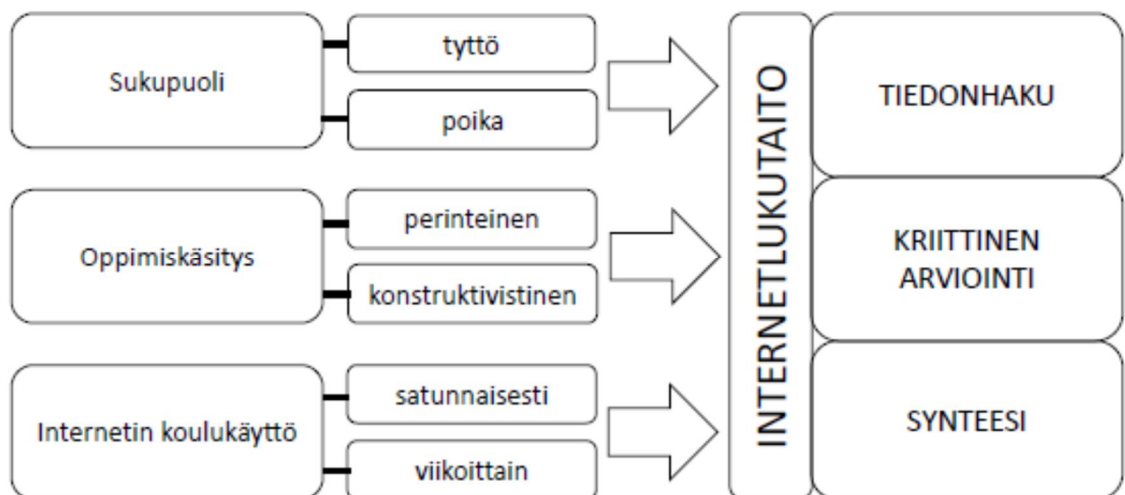 Sukupuoli
tyttö
poika
Oppimiskäsitys
perinteinen
konstruktivistinen
Internetin koulukäyttö
satunnaisesti
viikoittain
INTERNETLUKUTAITO
TIEDONHAKU
KRIITTINEN
ARVIOINTI
SYNTEESI